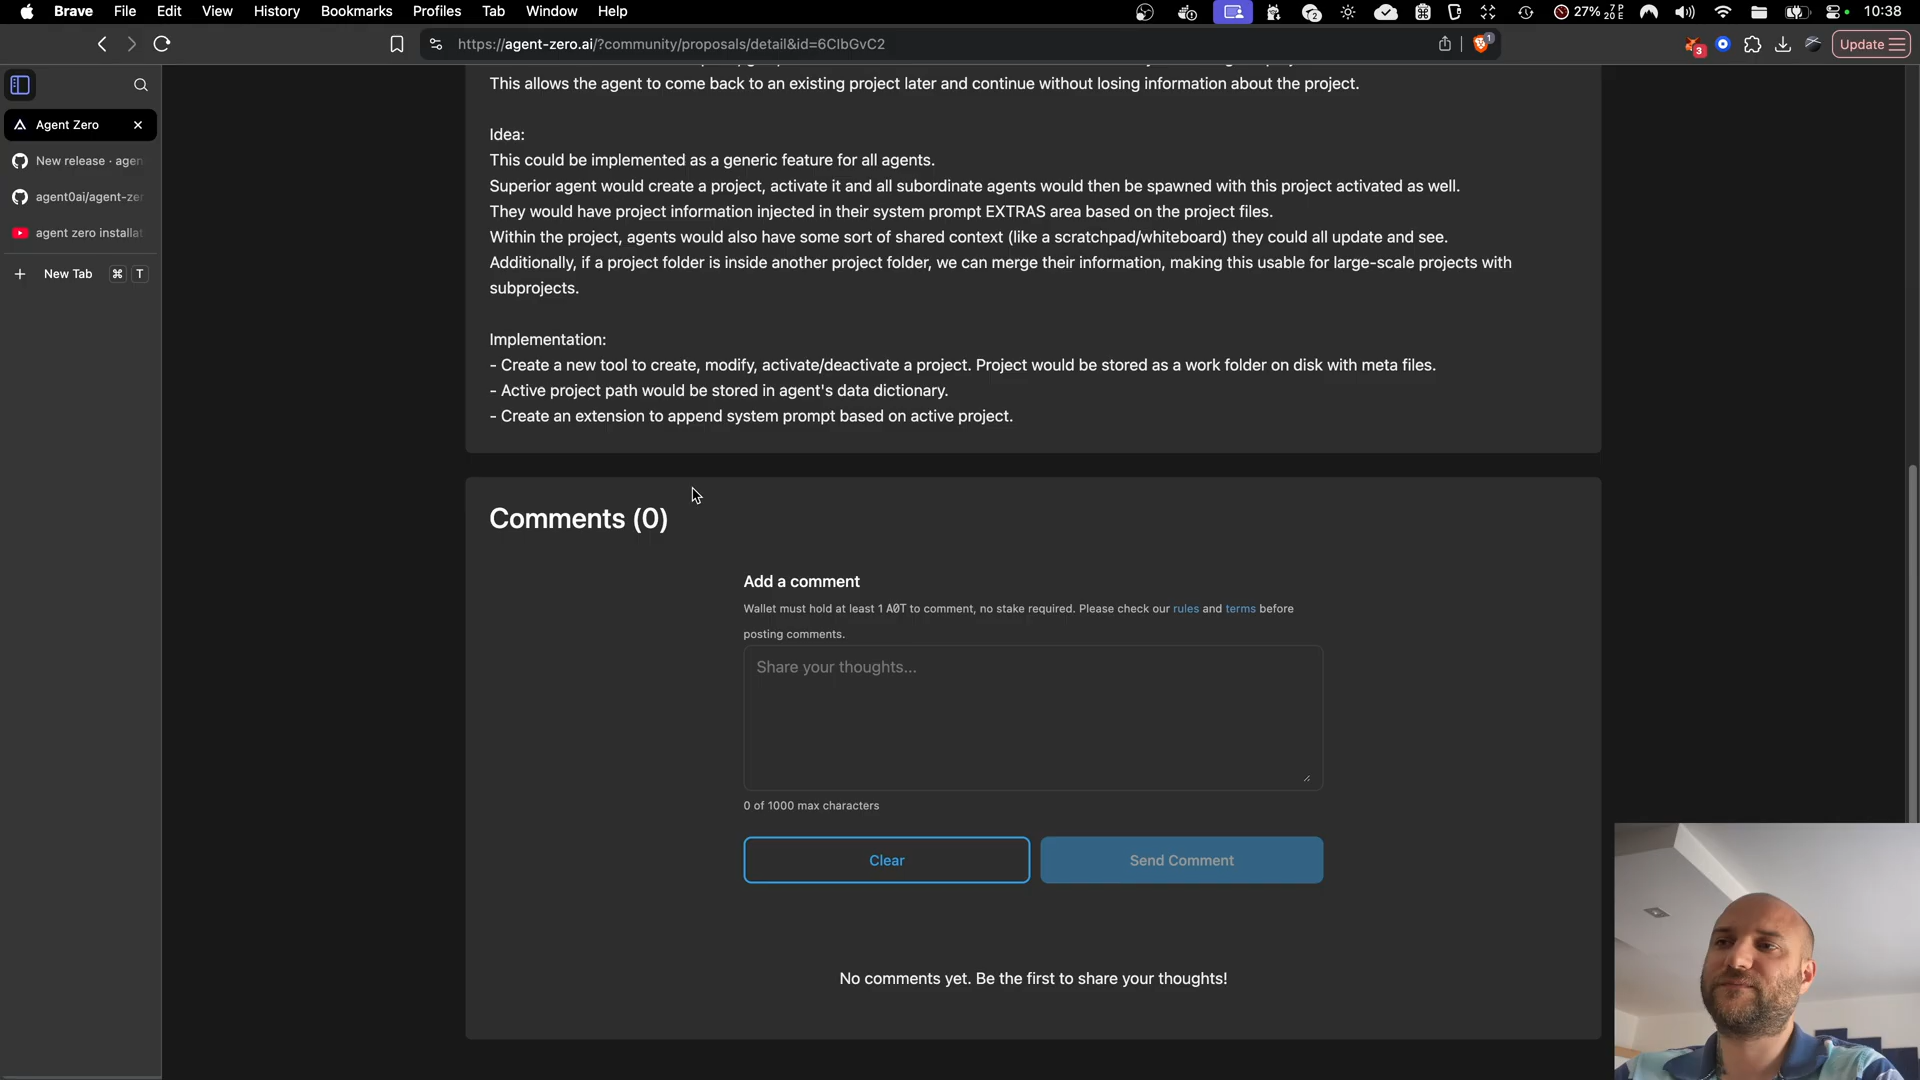 Brave File Edit View History Bookmarks Profiles Tab Window Help
27% 10:38
https://agent-zero.ai/?community/proposals/detail&id=6ClbGvC2
1
3
Update
Agent Zero
New release · agen
agent0ai/agent-zer
agent zero installat
New Tab ⌘ T
This allows the agent to come back to an existing project later and continue without losing information about the project.
Idea:
This could be implemented as a generic feature for all agents.
Superior agent would create a project, activate it and all subordinate agents would then be spawned with this project activated as well.
They would have project information injected in their system prompt EXTRAS area based on the project files.
Within the project, agents would also have some sort of shared context (like a scratchpad/whiteboard) they could all update and see.
Additionally, if a project folder is inside another project folder, we can merge their information, making this usable for large-scale projects with
subprojects.
Implementation:
- Create a new tool to create, modify, activate/deactivate a project. Project would be stored as a work folder on disk with meta files.
- Active project path would be stored in agent's data dictionary.
- Create an extension to append system prompt based on active project.
Comments (0)
Add a comment
Wallet must hold at least 1 A0T to comment, no stake required. Please check our rules and terms before
posting comments.
Share your thoughts...
0 of 1000 max characters
Clear
Send Comment
No comments yet. Be the first to share your thoughts!